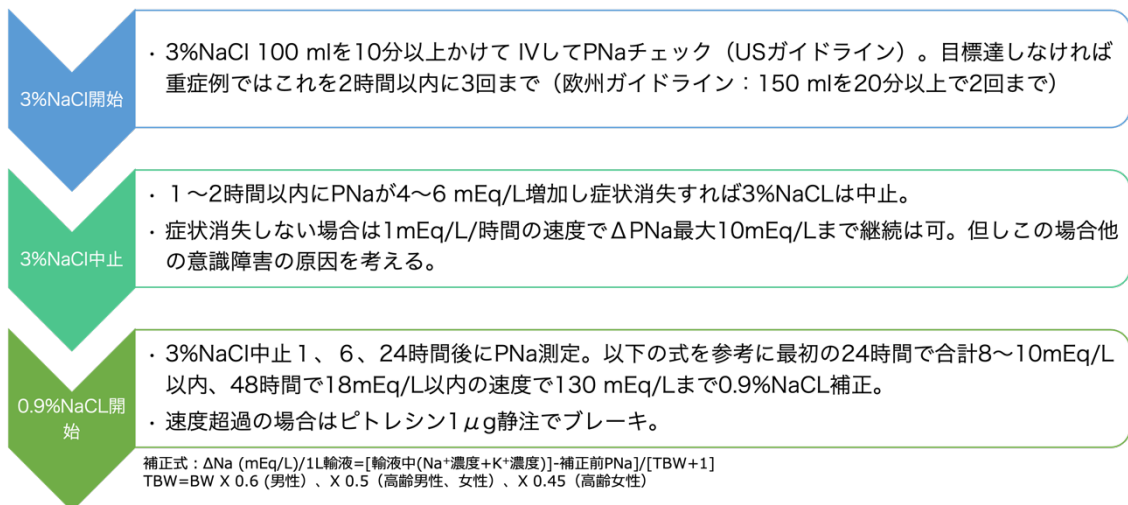 3%NaCl開始
・ 3%NaCl 100 mlを10分以上かけて IVしてPNaチェック（USガイドライン）。目標達しなければ
重症例ではこれを2時間以内に3回まで（欧州ガイドライン：150 mlを20分以上で2回まで）
3%NaCl中止
・ １〜2時間以内にPNaが4〜6 mEq/L増加し症状消失すれば3%NaCLは中止。
・ 症状消失しない場合は1mEq/L/時間の速度でΔPNa最大10mEq/Lまで継続は可。但しこの場合他
の意識障害の原因を考える。
0.9%NaCL開
始
・ 3%NaCl中止１、6、24時間後にPNa測定。以下の式を参考に最初の24時間で合計8〜10mEq/L
以内、48時間で18mEq/L以内の速度で130 mEq/Lまで0.9%NaCL補正。
・ 速度超過の場合はピトレシン1μg静注でブレーキ。
補正式：ΔNa (mEq/L)/1L輸液=[輸液中(Na⁺濃度+K⁺濃度)]-補正前PNa]/[TBW+1]
TBW=BW X 0.6 (男性）、X 0.5（高齢男性、女性）、X 0.45（高齢女性）